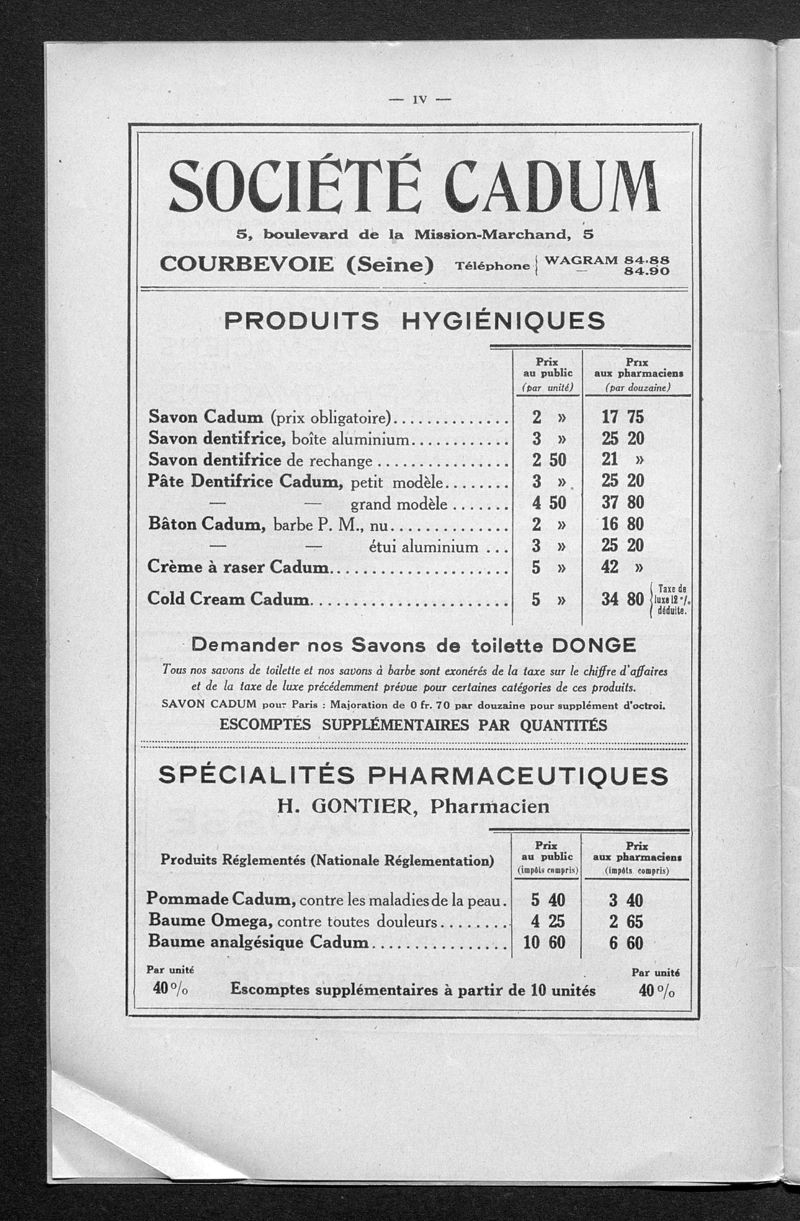 — IV —
SOCIÉTÉ CADUM
5, boulevard de la Mission-Marchand, 5
COURBEVOIE (Seine) Téléphone { WAGRAM 84.88
— 84.90
PRODUITS HYGIÉNIQUES
Prix au public (par unité) Prix aux pharmaciens (par douzaine)
Savon Cadum (prix obligatoire).............. 2 » 17 75
Savon dentifrice, boîte aluminium............ 3 » 25 20
Savon dentifrice de rechange ................ 2 50 21 »
Pâte Dentifrice Cadum, petit modèle........ 3 » 25 20
— — grand modèle ....... 4 50 37 80
Bâton Cadum, barbe P. M., nu.............. 2 » 16 80
— — étui aluminium ... 3 » 25 20
Crème à raser Cadum...................... 5 » 42 »
Cold Cream Cadum........................ 5 » 34 80 { Taxe de luxe 12 % déduite.
Demander nos Savons de toilette DONGE
Tous nos savons de toilette et nos savons à barbe sont exonérés de la taxe sur le chiffre d'affaires
et de la taxe de luxe précédemment prévue pour certaines catégories de ces produits.
SAVON CADUM pour Paris : Majoration de 0 fr. 70 par douzaine pour supplément d'octroi.
ESCOMPTES SUPPLÉMENTAIRES PAR QUANTITÉS
SPÉCIALITÉS PHARMACEUTIQUES
H. GONTIER, Pharmacien
Produits Réglementés (Nationale Réglementation) Prix au public (impôts compris) Prix aux pharmaciens (impôts compris)
Pommade Cadum, contre les maladies de la peau. 5 40 3 40
Baume Omega, contre toutes douleurs........ 4 25 2 65
Baume analgésique Cadum................ 10 60 6 60
Par unité Par unité
40 % Escomptes supplémentaires à partir de 10 unités 40 %